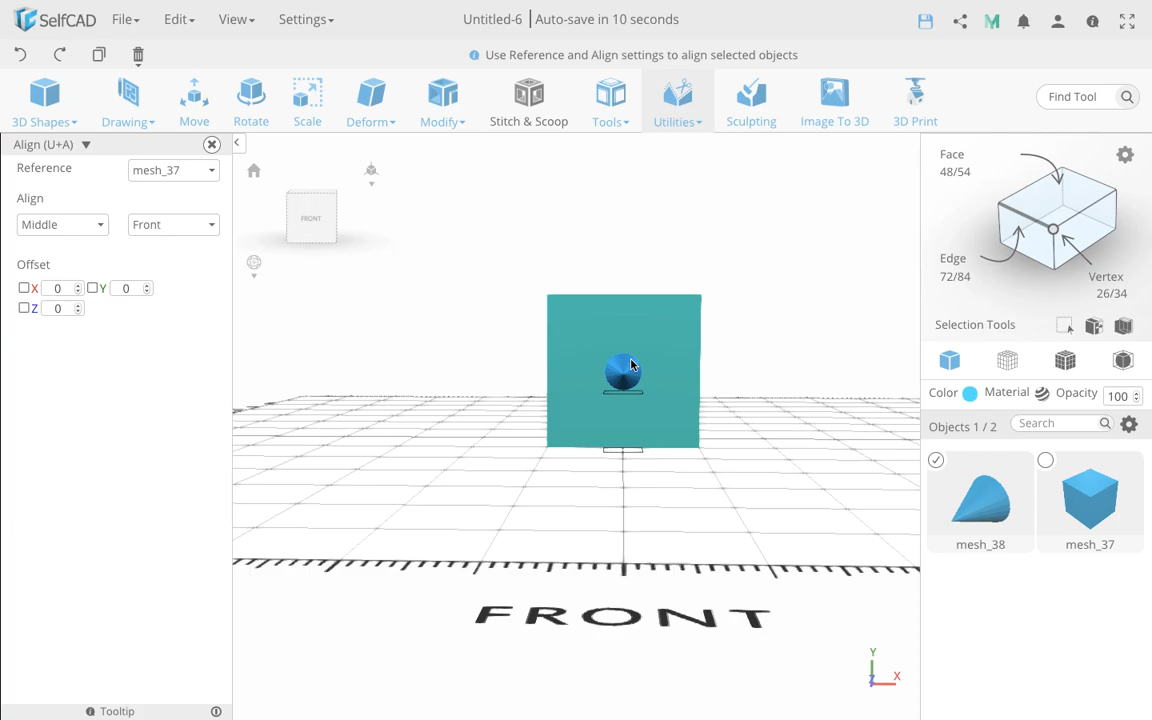 SelfCAD File Edit View Settings Untitled-6 Auto-save in 10 seconds
Use Reference and Align settings to align selected objects
3D Shapes Drawing Move Rotate Scale Deform Modify Stitch & Scoop Tools Utilities Sculpting Image To 3D 3D Print Find Tool
Align (U+A)
Reference mesh_37
Align
Middle Front
Offset
X 0 Y 0
Z 0
Tooltip
FRONT
FRONT
Y
Z X
Face
48/54
Edge
72/84
Vertex
26/34
Selection Tools
Color Material Opacity 100
Objects 1 / 2 Search
mesh_38 mesh_37